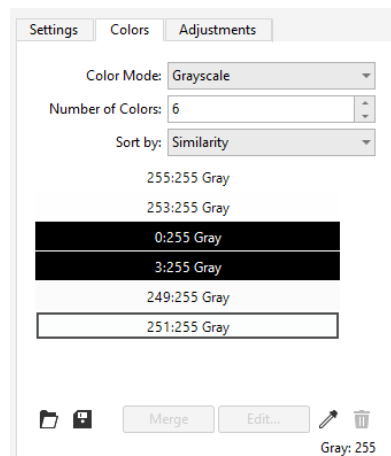 Settings Colors Adjustments
Color Mode: Grayscale
Number of Colors: 6
Sort by: Similarity
255:255 Gray
253:255 Gray
0:255 Gray
3:255 Gray
249:255 Gray
251:255 Gray
Merge Edit...
Gray: 255